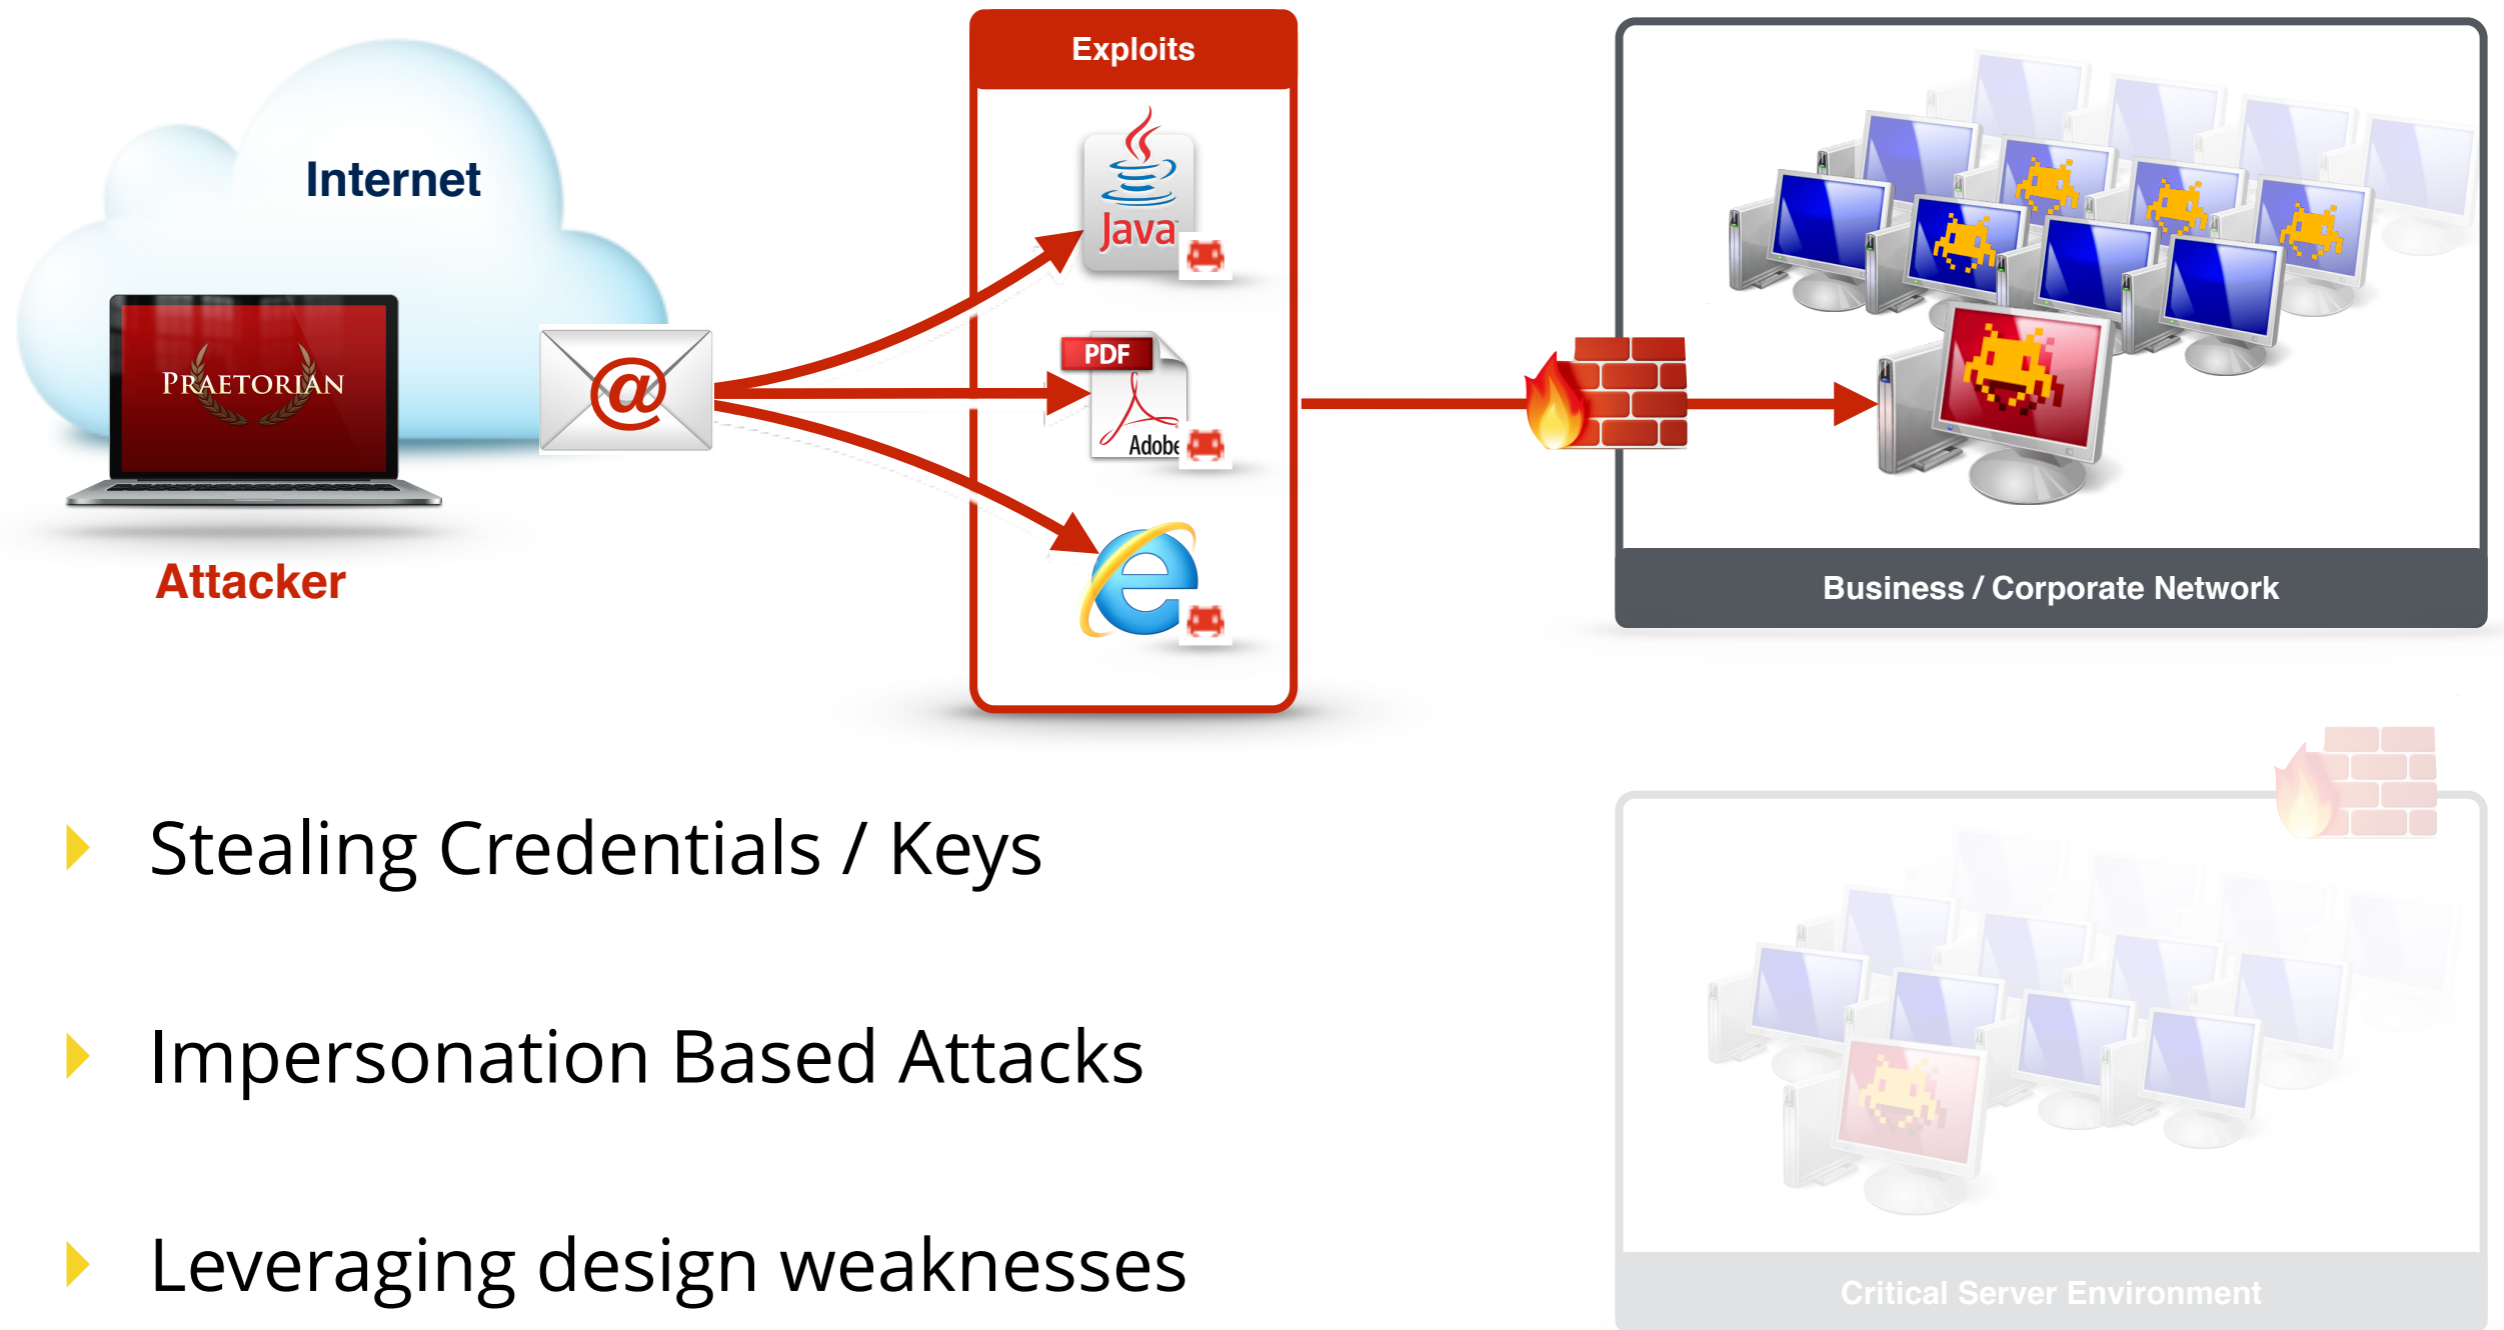 Internet
PRAETORIAN
Attacker
@
Exploits
Java
PDF
Adobe
Business / Corporate Network
Stealing Credentials / Keys
Impersonation Based Attacks
Leveraging design weaknesses
Critical Server Environment